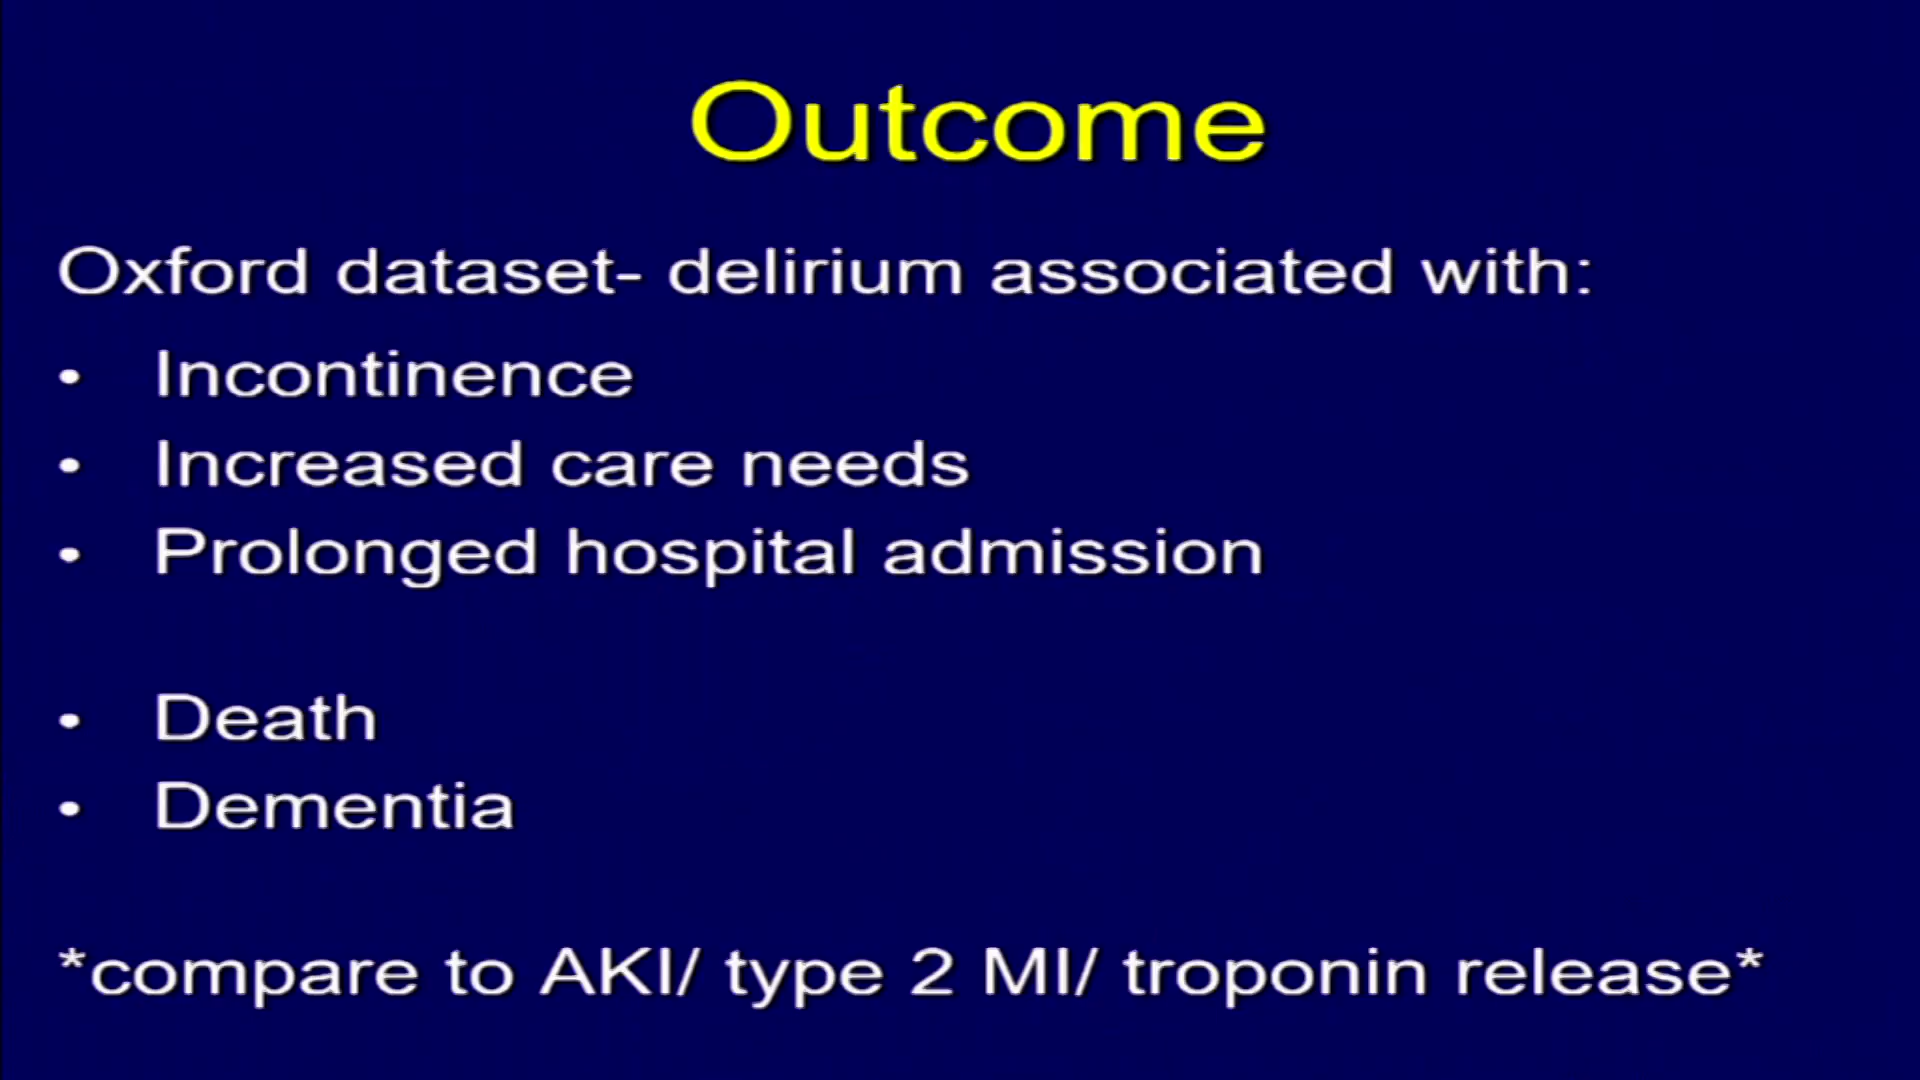 Outcome
Oxford dataset- delirium associated with:
• Incontinence
• Increased care needs
• Prolonged hospital admission
• Death
• Dementia
*compare to AKI/ type 2 MI/ troponin release*